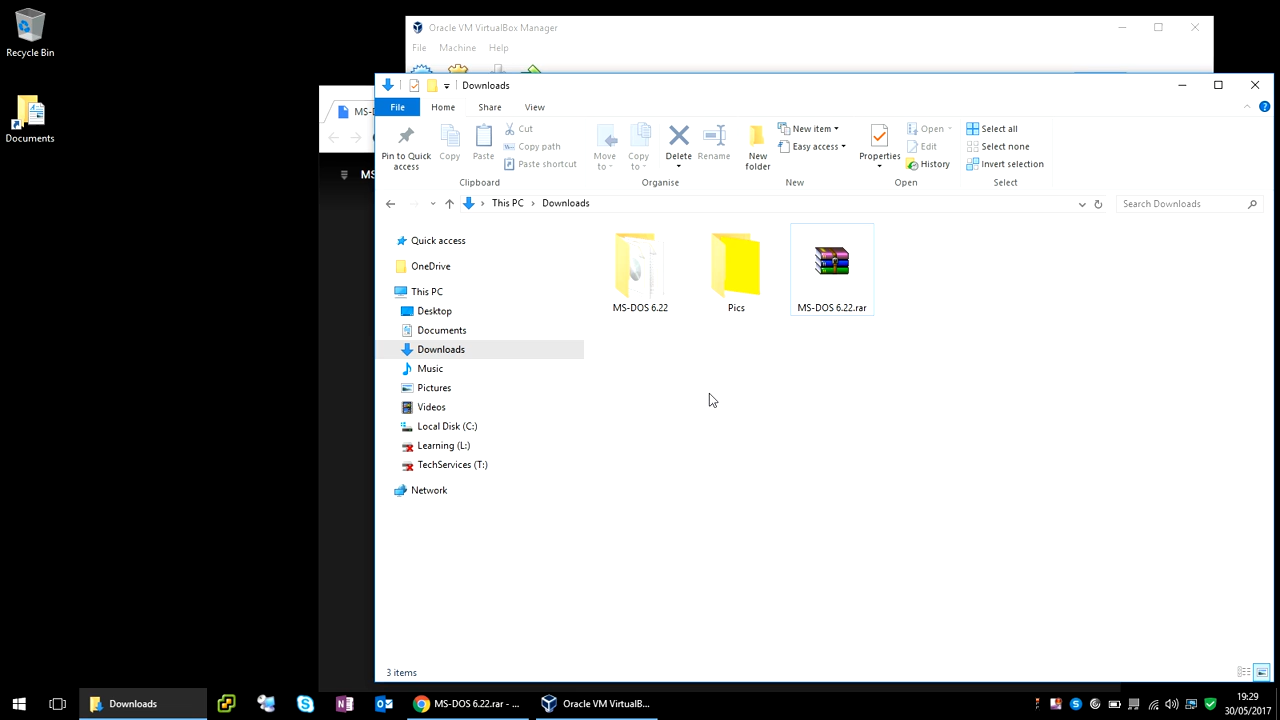 Recycle Bin
Documents
Oracle VM VirtualBox Manager
File Machine Help
Downloads
File Home Share View
Pin to Quick access
Copy
Paste
Cut
Copy path
Paste shortcut
Clipboard
Move to
Copy to
Delete
Rename
Organise
New folder
New item
Easy access
New
Properties
Open
Edit
History
Open
Select all
Select none
Invert selection
Select
This PC Downloads
Search Downloads
Quick access
OneDrive
This PC
Desktop
Documents
Downloads
Music
Pictures
Videos
Local Disk (C:)
Learning (L:)
TechServices (T:)
Network
MS-DOS 6.22
Pics
MS-DOS 6.22.rar
3 items
Downloads
MS-DOS 6.22.rar - ...
Oracle VM VirtualB...
19:29
30/05/2017